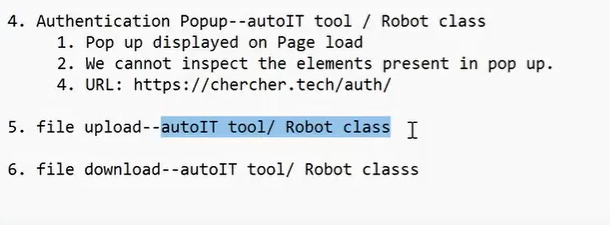 4. Authentication Popup--autoIT tool / Robot class
1. Pop up displayed on Page load
2. We cannot inspect the elements present in pop up.
4. URL: https://chercher.tech/auth/
5. file upload--autoIT tool/ Robot class
6. file download--autoIT tool/ Robot classs